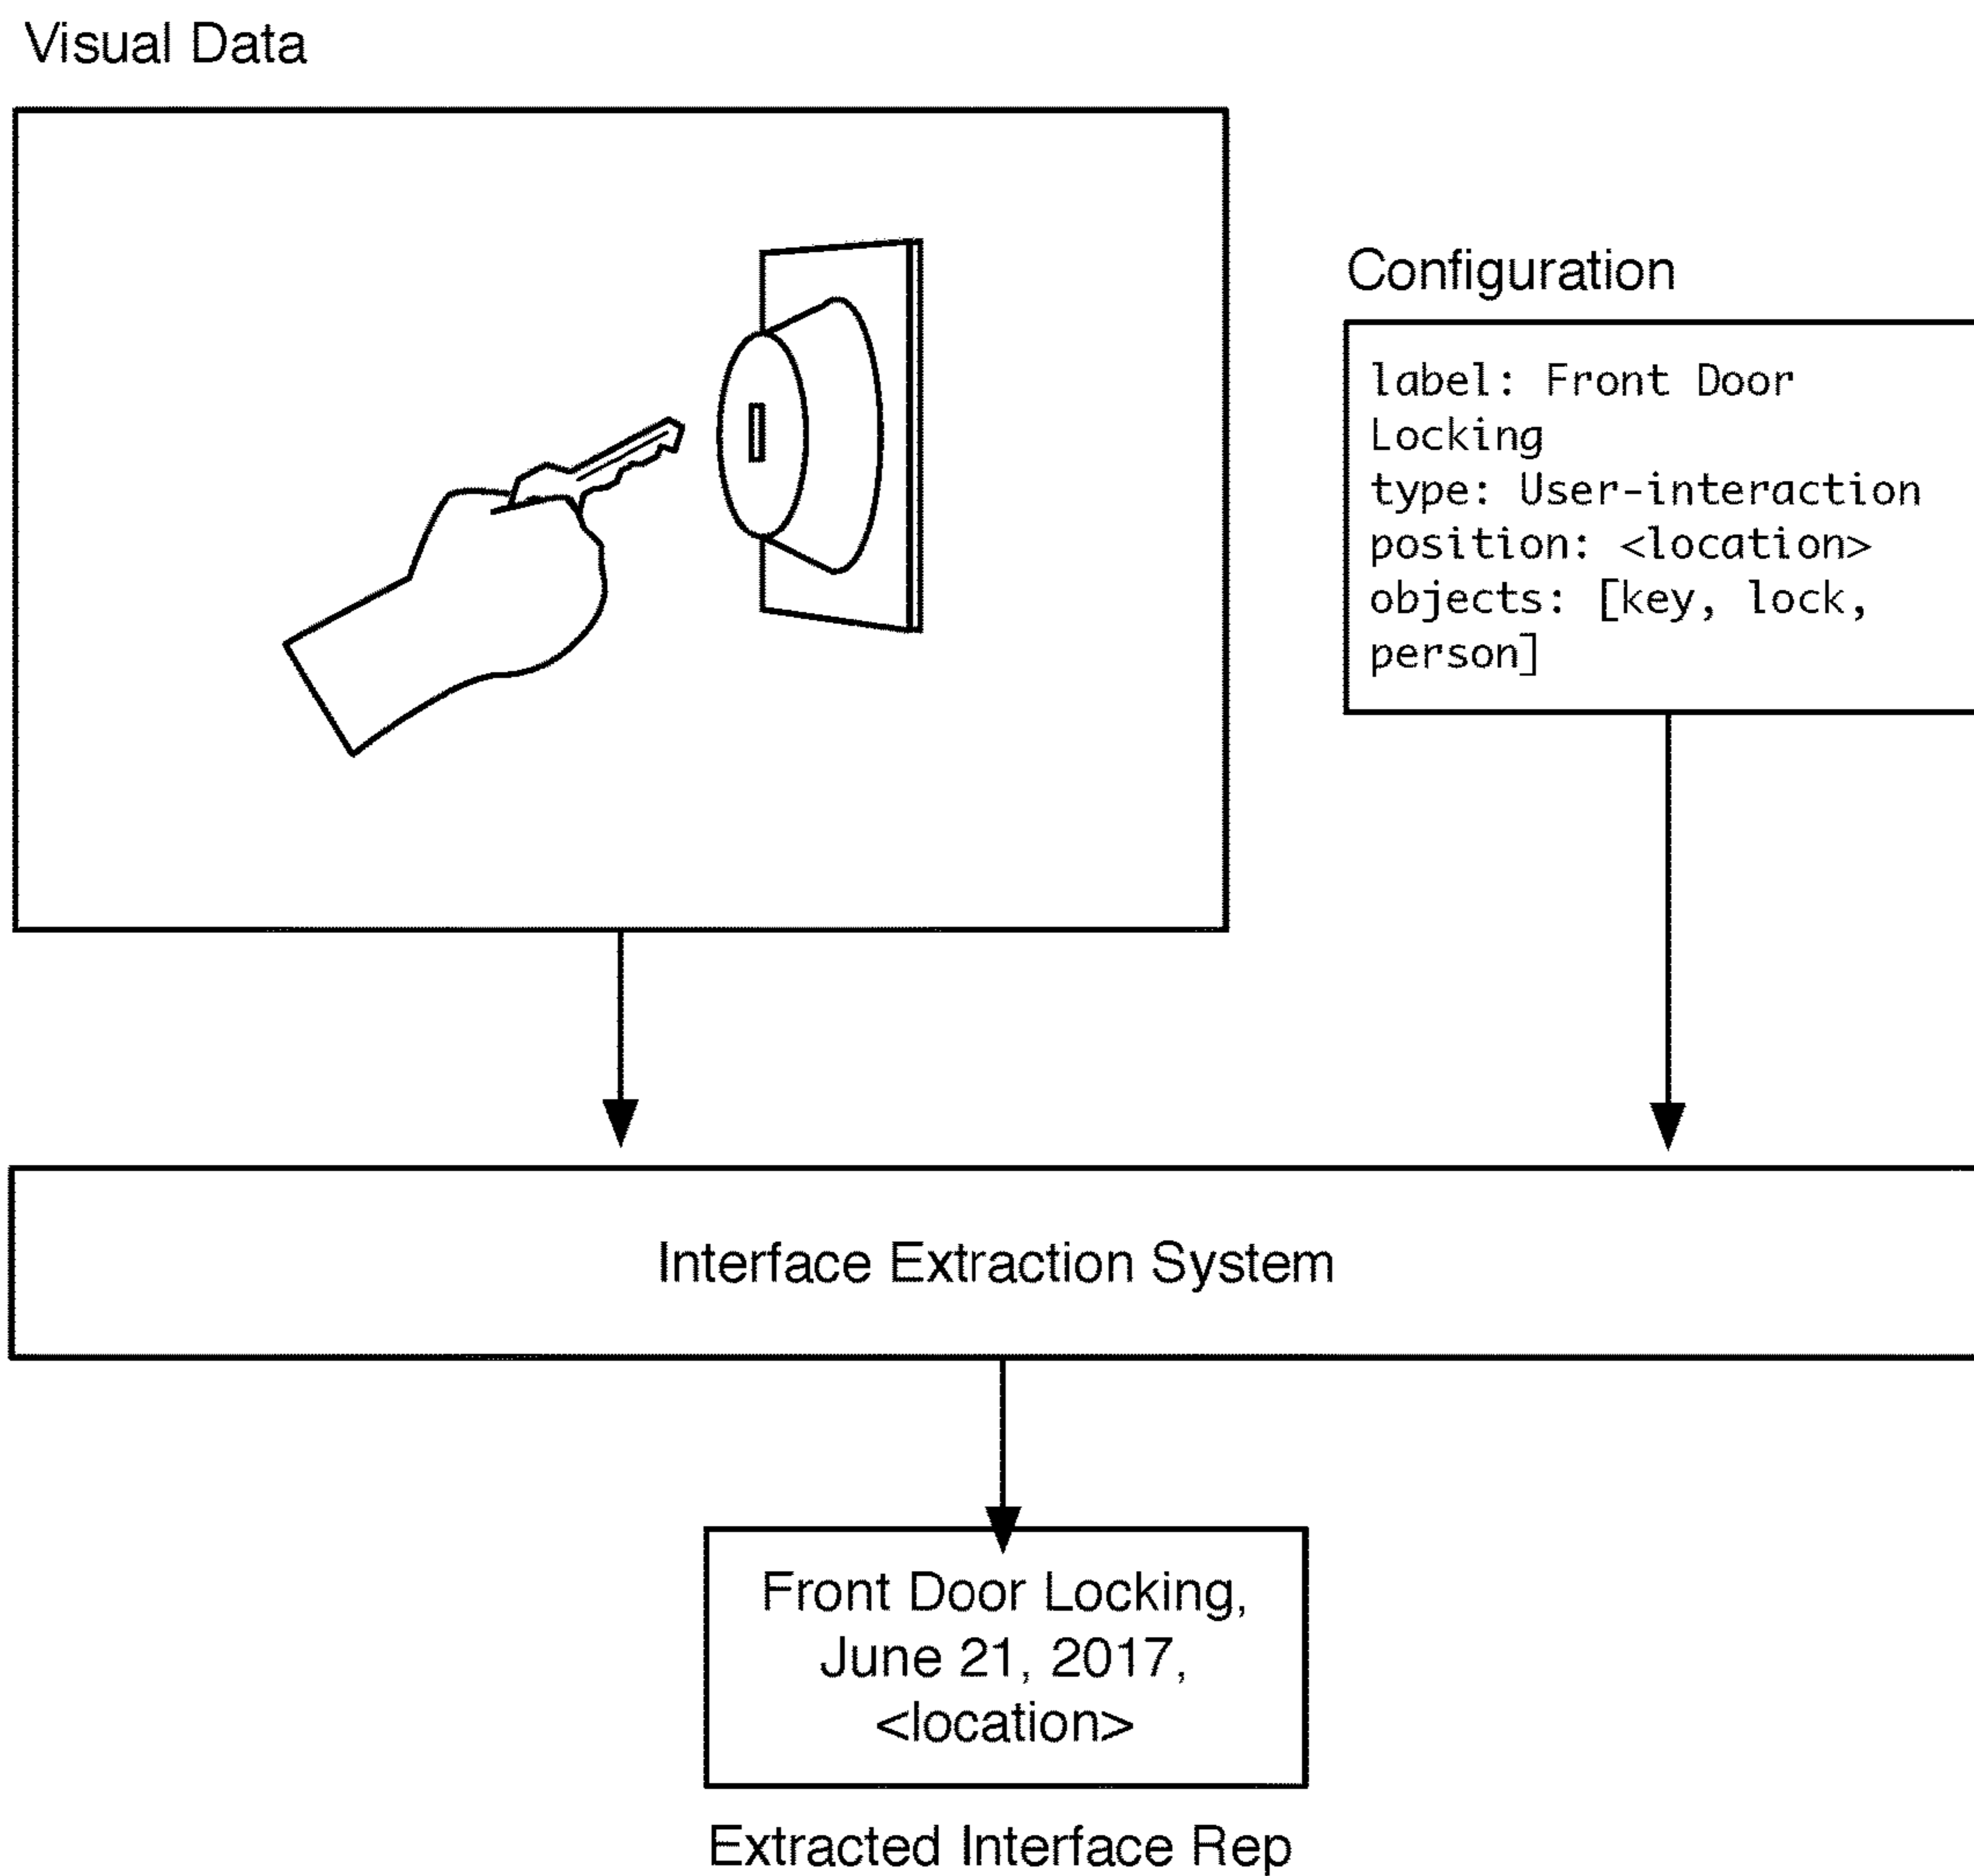 Visual Data
Configuration
label: Front Door
Locking
type: User-interaction
position: <location>
objects: [key, lock,
person]
Interface Extraction System
Front Door Locking,
June 21, 2017,
<location>
Extracted Interface Rep